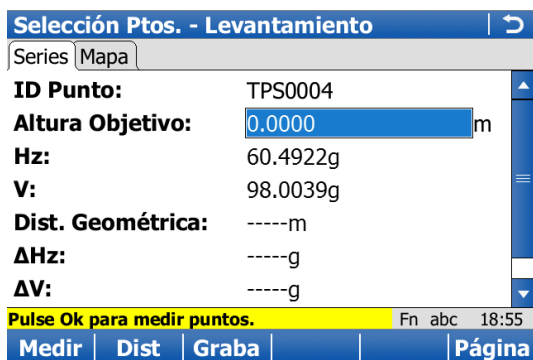 Selección Ptos. - Levantamiento
Series Mapa
ID Punto: TPS0004
Altura Objetivo: 0.0000 m
Hz: 60.4922g
V: 98.0039g
Dist. Geométrica: -----m
ΔHz: -----g
ΔV: -----g
Pulse Ok para medir puntos. Fn abc 18:55
Medir Dist Graba Página